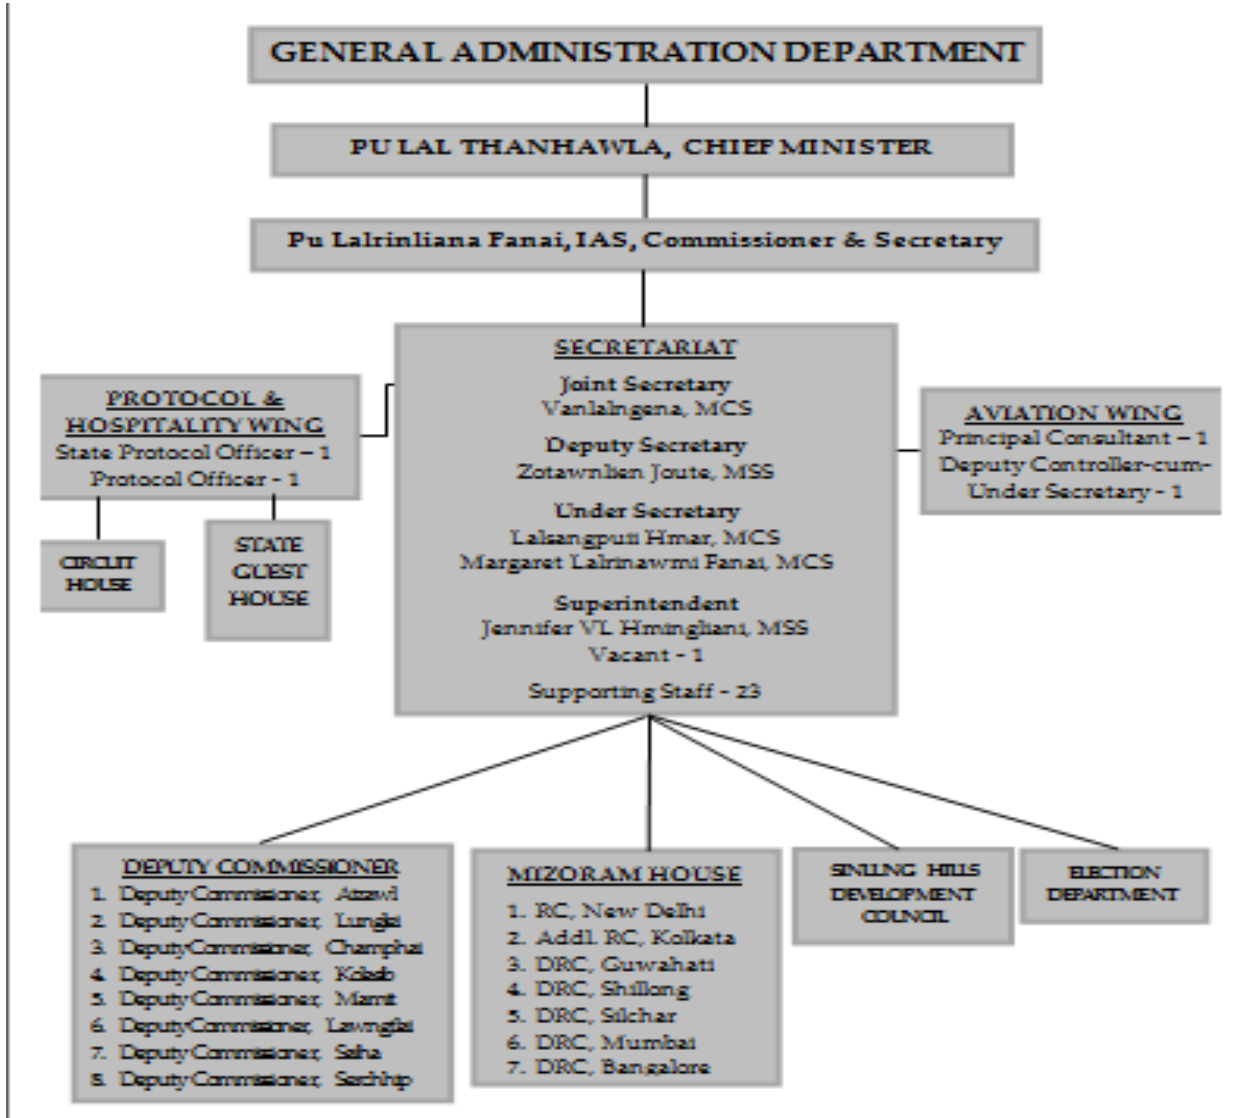 GENERAL ADMINISTRATION DEPARTMENT
PU LAL THANHAWLA, CHIEF MINISTER
Pu Lalrinliana Fanai, IAS, Commissioner & Secretary
SECRETARIAT
Joint Secretary
Vanlalngena, MCS
Deputy Secretary
Zotawnlien Joute, MSS
Under Secretary
Lalsangpuii Hmar, MCS
Margaret Lalrinawmi Fanai, MCS
Superintendent
Jennifer VL Hmingliani, MSS
Vacant - 1
Supporting Staff - 23
PROTOCOL &
HOSPITALITY WING
State Protocol Officer – 1
Protocol Officer - 1
CIRCUIT
HOUSE
STATE
GUEST
HOUSE
AVIATION WING
Principal Consultant – 1
Deputy Controller-cum-
Under Secretary - 1
DEPUTY COMMISSIONER
1. Deputy Commissioner, Aizawl
2. Deputy Commissioner, Lunglei
3. Deputy Commissioner, Champhai
4. Deputy Commissioner, Kolasib
5. Deputy Commissioner, Mamit
6. Deputy Commissioner, Lawngtlai
7. Deputy Commissioner, Saiha
8. Deputy Commissioner, Serchhip
MIZORAM HOUSE
1. RC, New Delhi
2. Addl. RC, Kolkata
3. DRC, Guwahati
4. DRC, Shillong
5. DRC, Silchar
6. DRC, Mumbai
7. DRC, Bangalore
SINLUNG HILLS
DEVELOPMENT
COUNCIL
ELECTION
DEPARTMENT